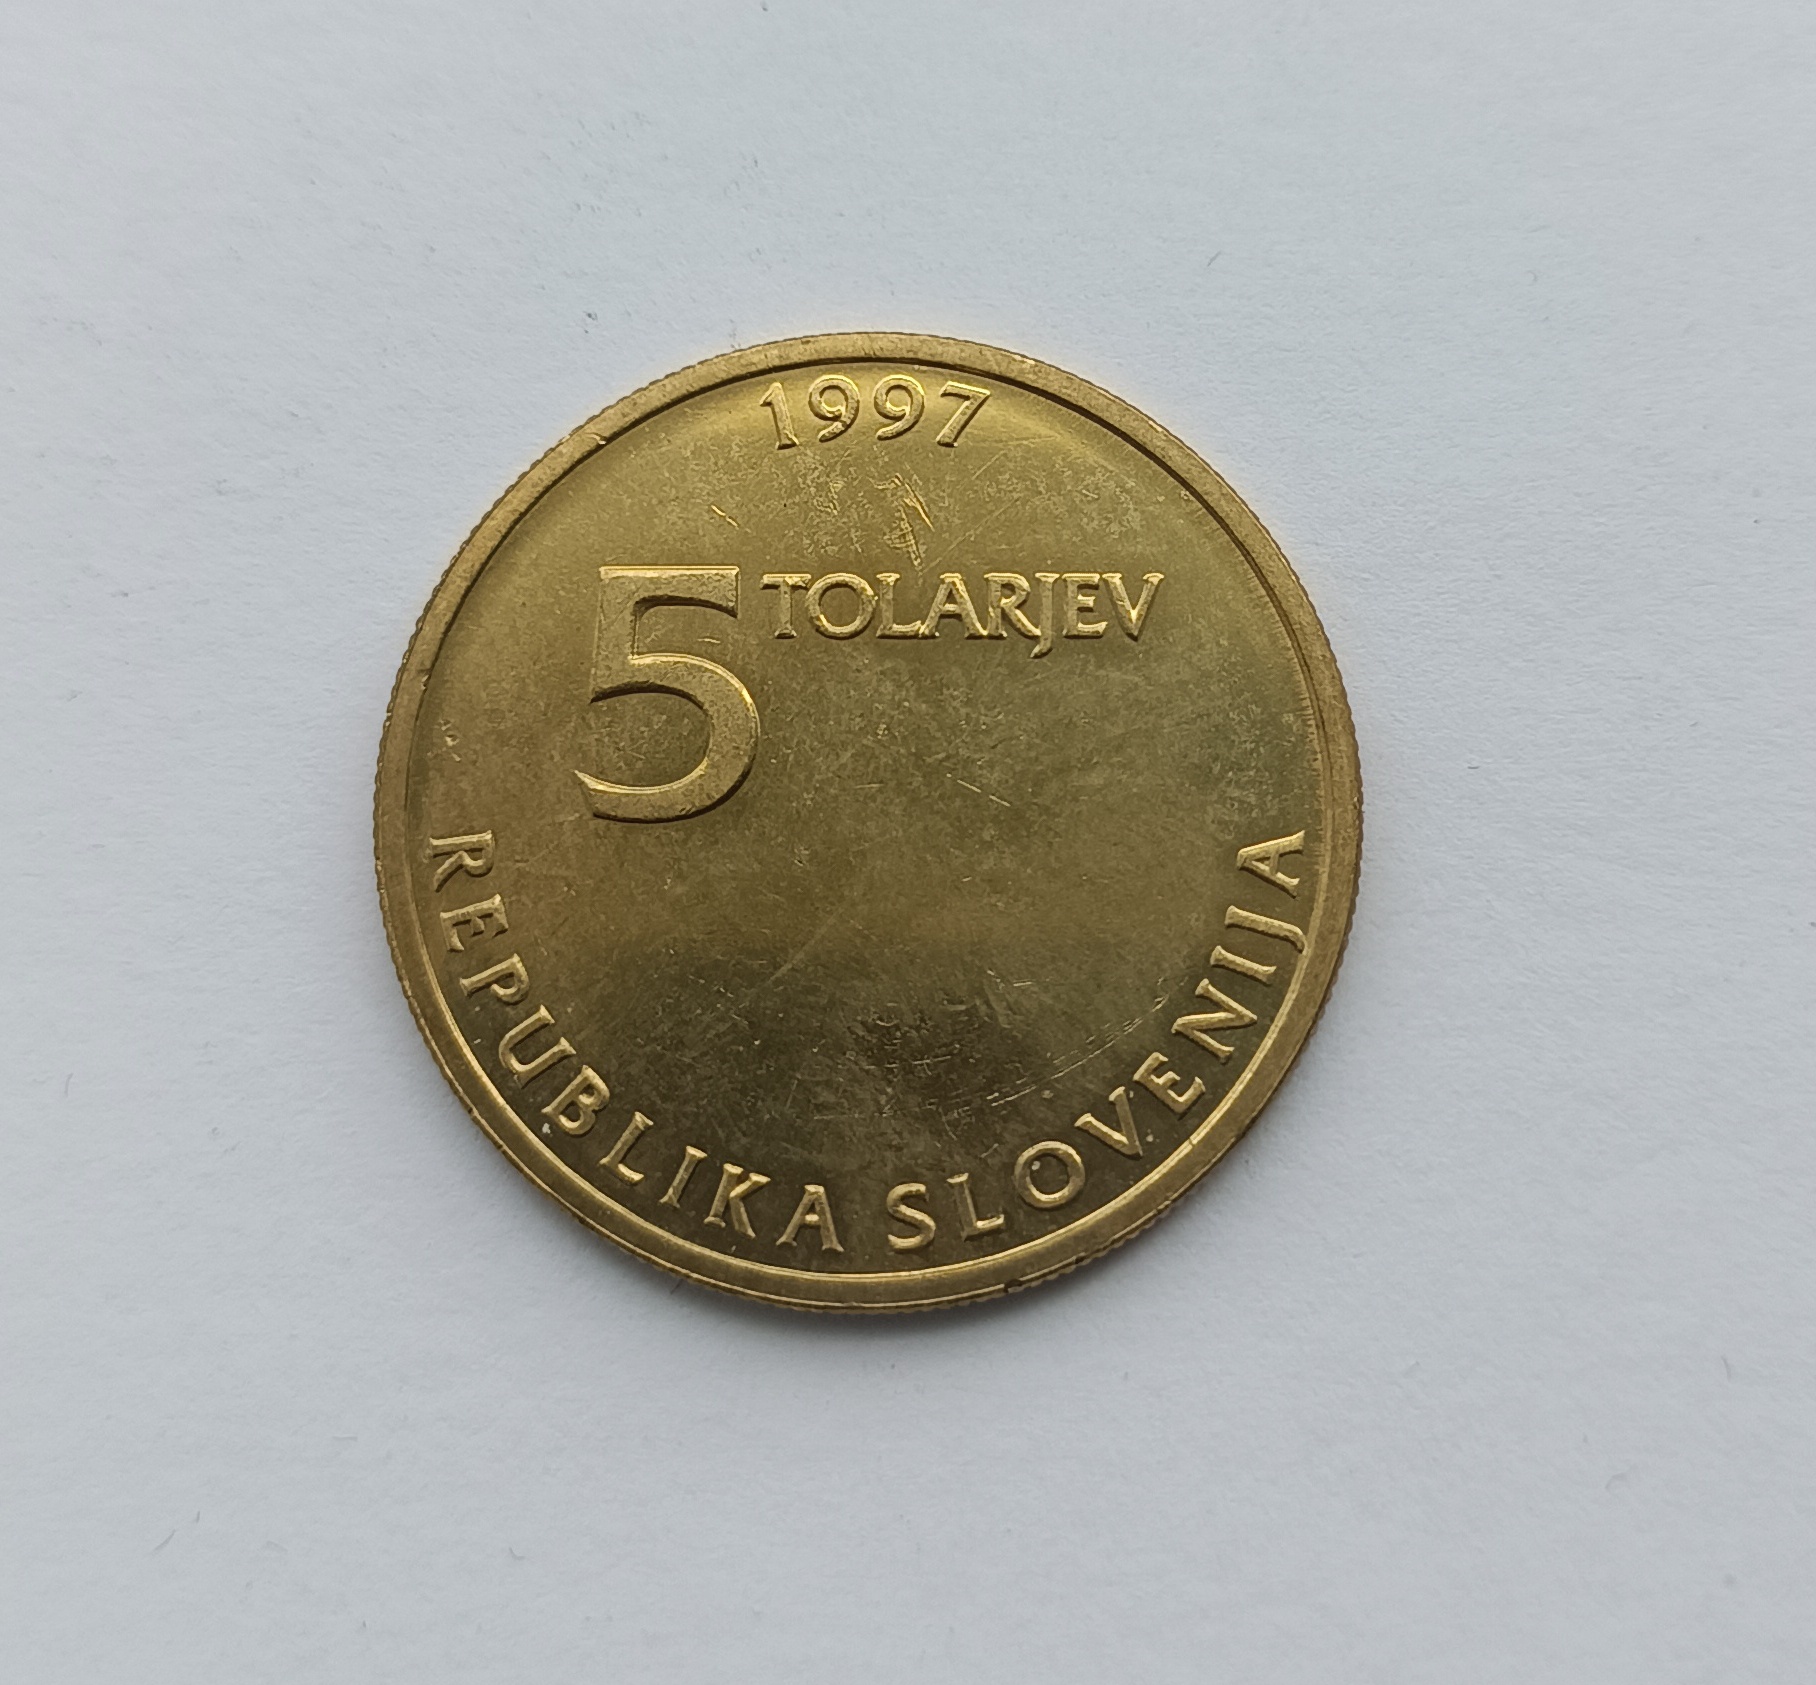 1997
5 TOLARJEV
REPUBLIKA SLOVENIJA